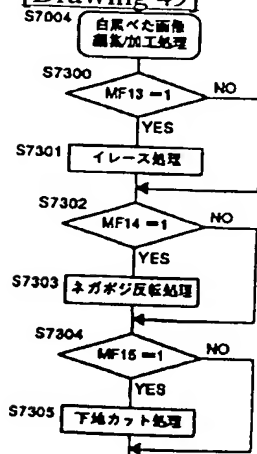 [Drawing 49]
S7004
白黒べた画像
編集/加工処理
S7300
MF13=1
NO
YES
S7301
イレース処理
S7302
MF14=1
NO
YES
S7303
ネガポジ反転処理
S7304
MF15=1
NO
YES
S7305
下地カット処理